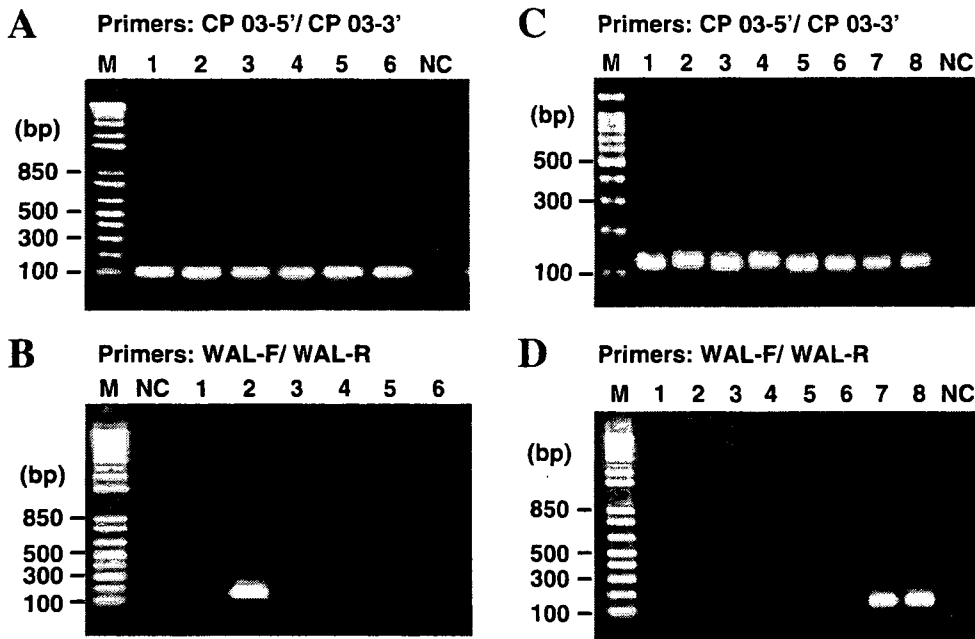 A Primers: CP 03-5’/ CP 03-3’
M 1 2 3 4 5 6 NC
(bp)
850
500
300
100
B Primers: WAL-F/ WAL-R
M NC 1 2 3 4 5 6
(bp)
850
500
300
100
C Primers: CP 03-5’/ CP 03-3’
M 1 2 3 4 5 6 7 8 NC
(bp)
500
300
100
D Primers: WAL-F/ WAL-R
M 1 2 3 4 5 6 7 8 NC
(bp)
850
500
300
100